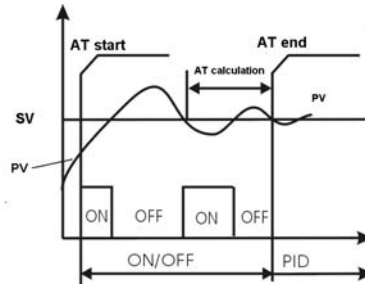 AT start
AT end
AT calculation
PV
SV
PV
ON
OFF
ON
OFF
ON/OFF
PID